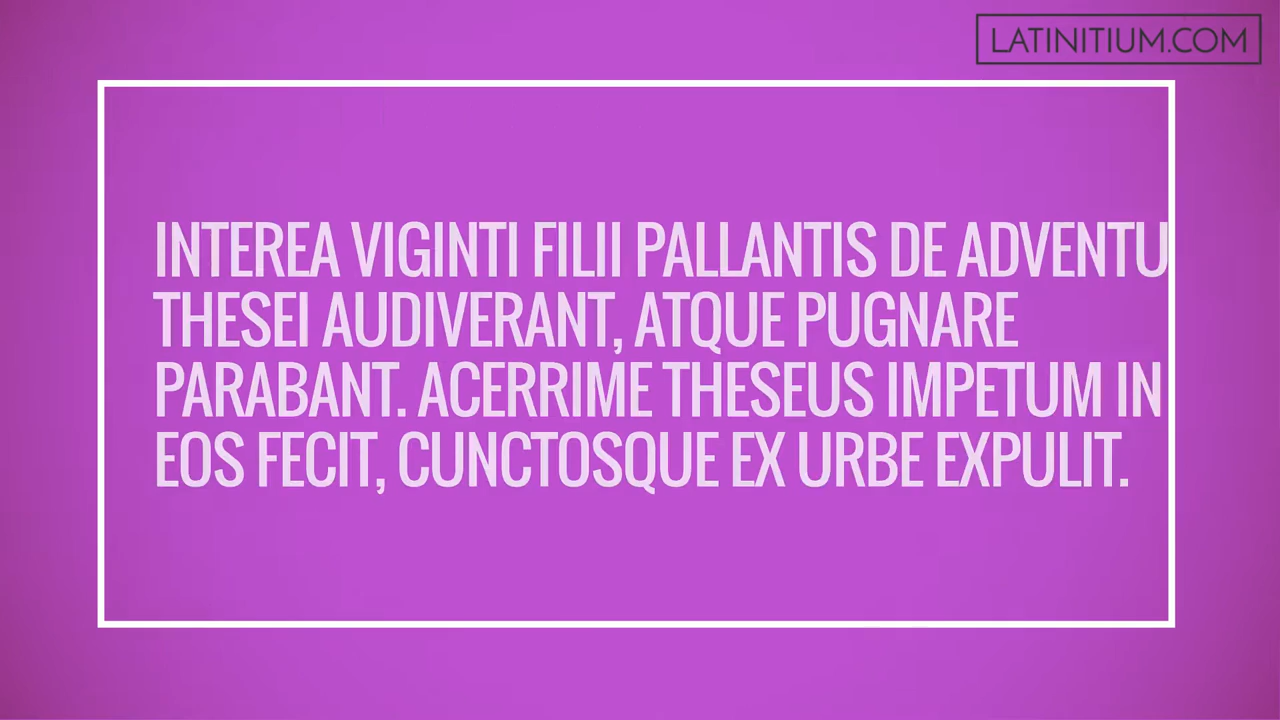 LATINITIUM.COM
INTEREA VIGINTI FILII PALLANTIS DE ADVENTU
THESEI AUDIVERANT, ATQUE PUGNARE
PARABANT. ACERRIME THESEUS IMPETUM IN
EOS FECIT, CUNCTOSQUE EX URBE EXPULIT.